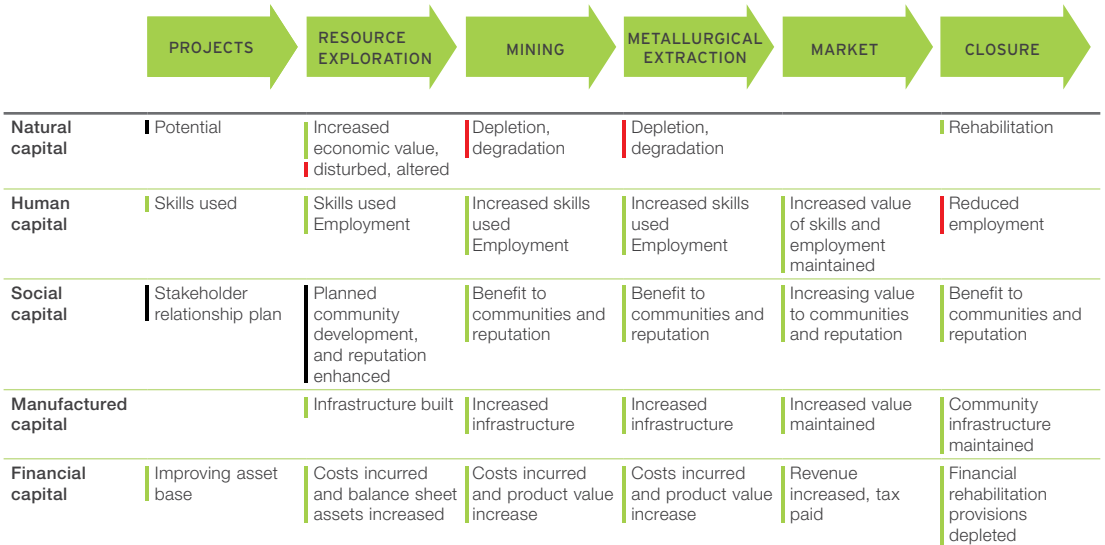 PROJECTS
RESOURCE
EXPLORATION
MINING
METALLURGICAL
EXTRACTION
MARKET
CLOSURE
Natural
capital
Potential
Increased
economic value,
disturbed, altered
Depletion,
degradation
Depletion,
degradation
Rehabilitation
Human
capital
Skills used
Skills used
Employment
Increased skills
used
Employment
Increased skills
used
Employment
Increased value
of skills and
employment
maintained
Reduced
employment
Social
capital
Stakeholder
relationship plan
Planned
community
development,
and reputation
enhanced
Benefit to
communities and
reputation
Benefit to
communities and
reputation
Increasing value
to communities
and reputation
Benefit to
communities and
reputation
Manufactured
capital
Infrastructure built
Increased
infrastructure
Increased
infrastructure
Increased value
maintained
Community
infrastructure
maintained
Financial
capital
Improving asset
base
Costs incurred
and balance sheet
assets increased
Costs incurred
and product value
increase
Costs incurred
and product value
increase
Revenue
increased, tax
paid
Financial
rehabilitation
provisions
depleted